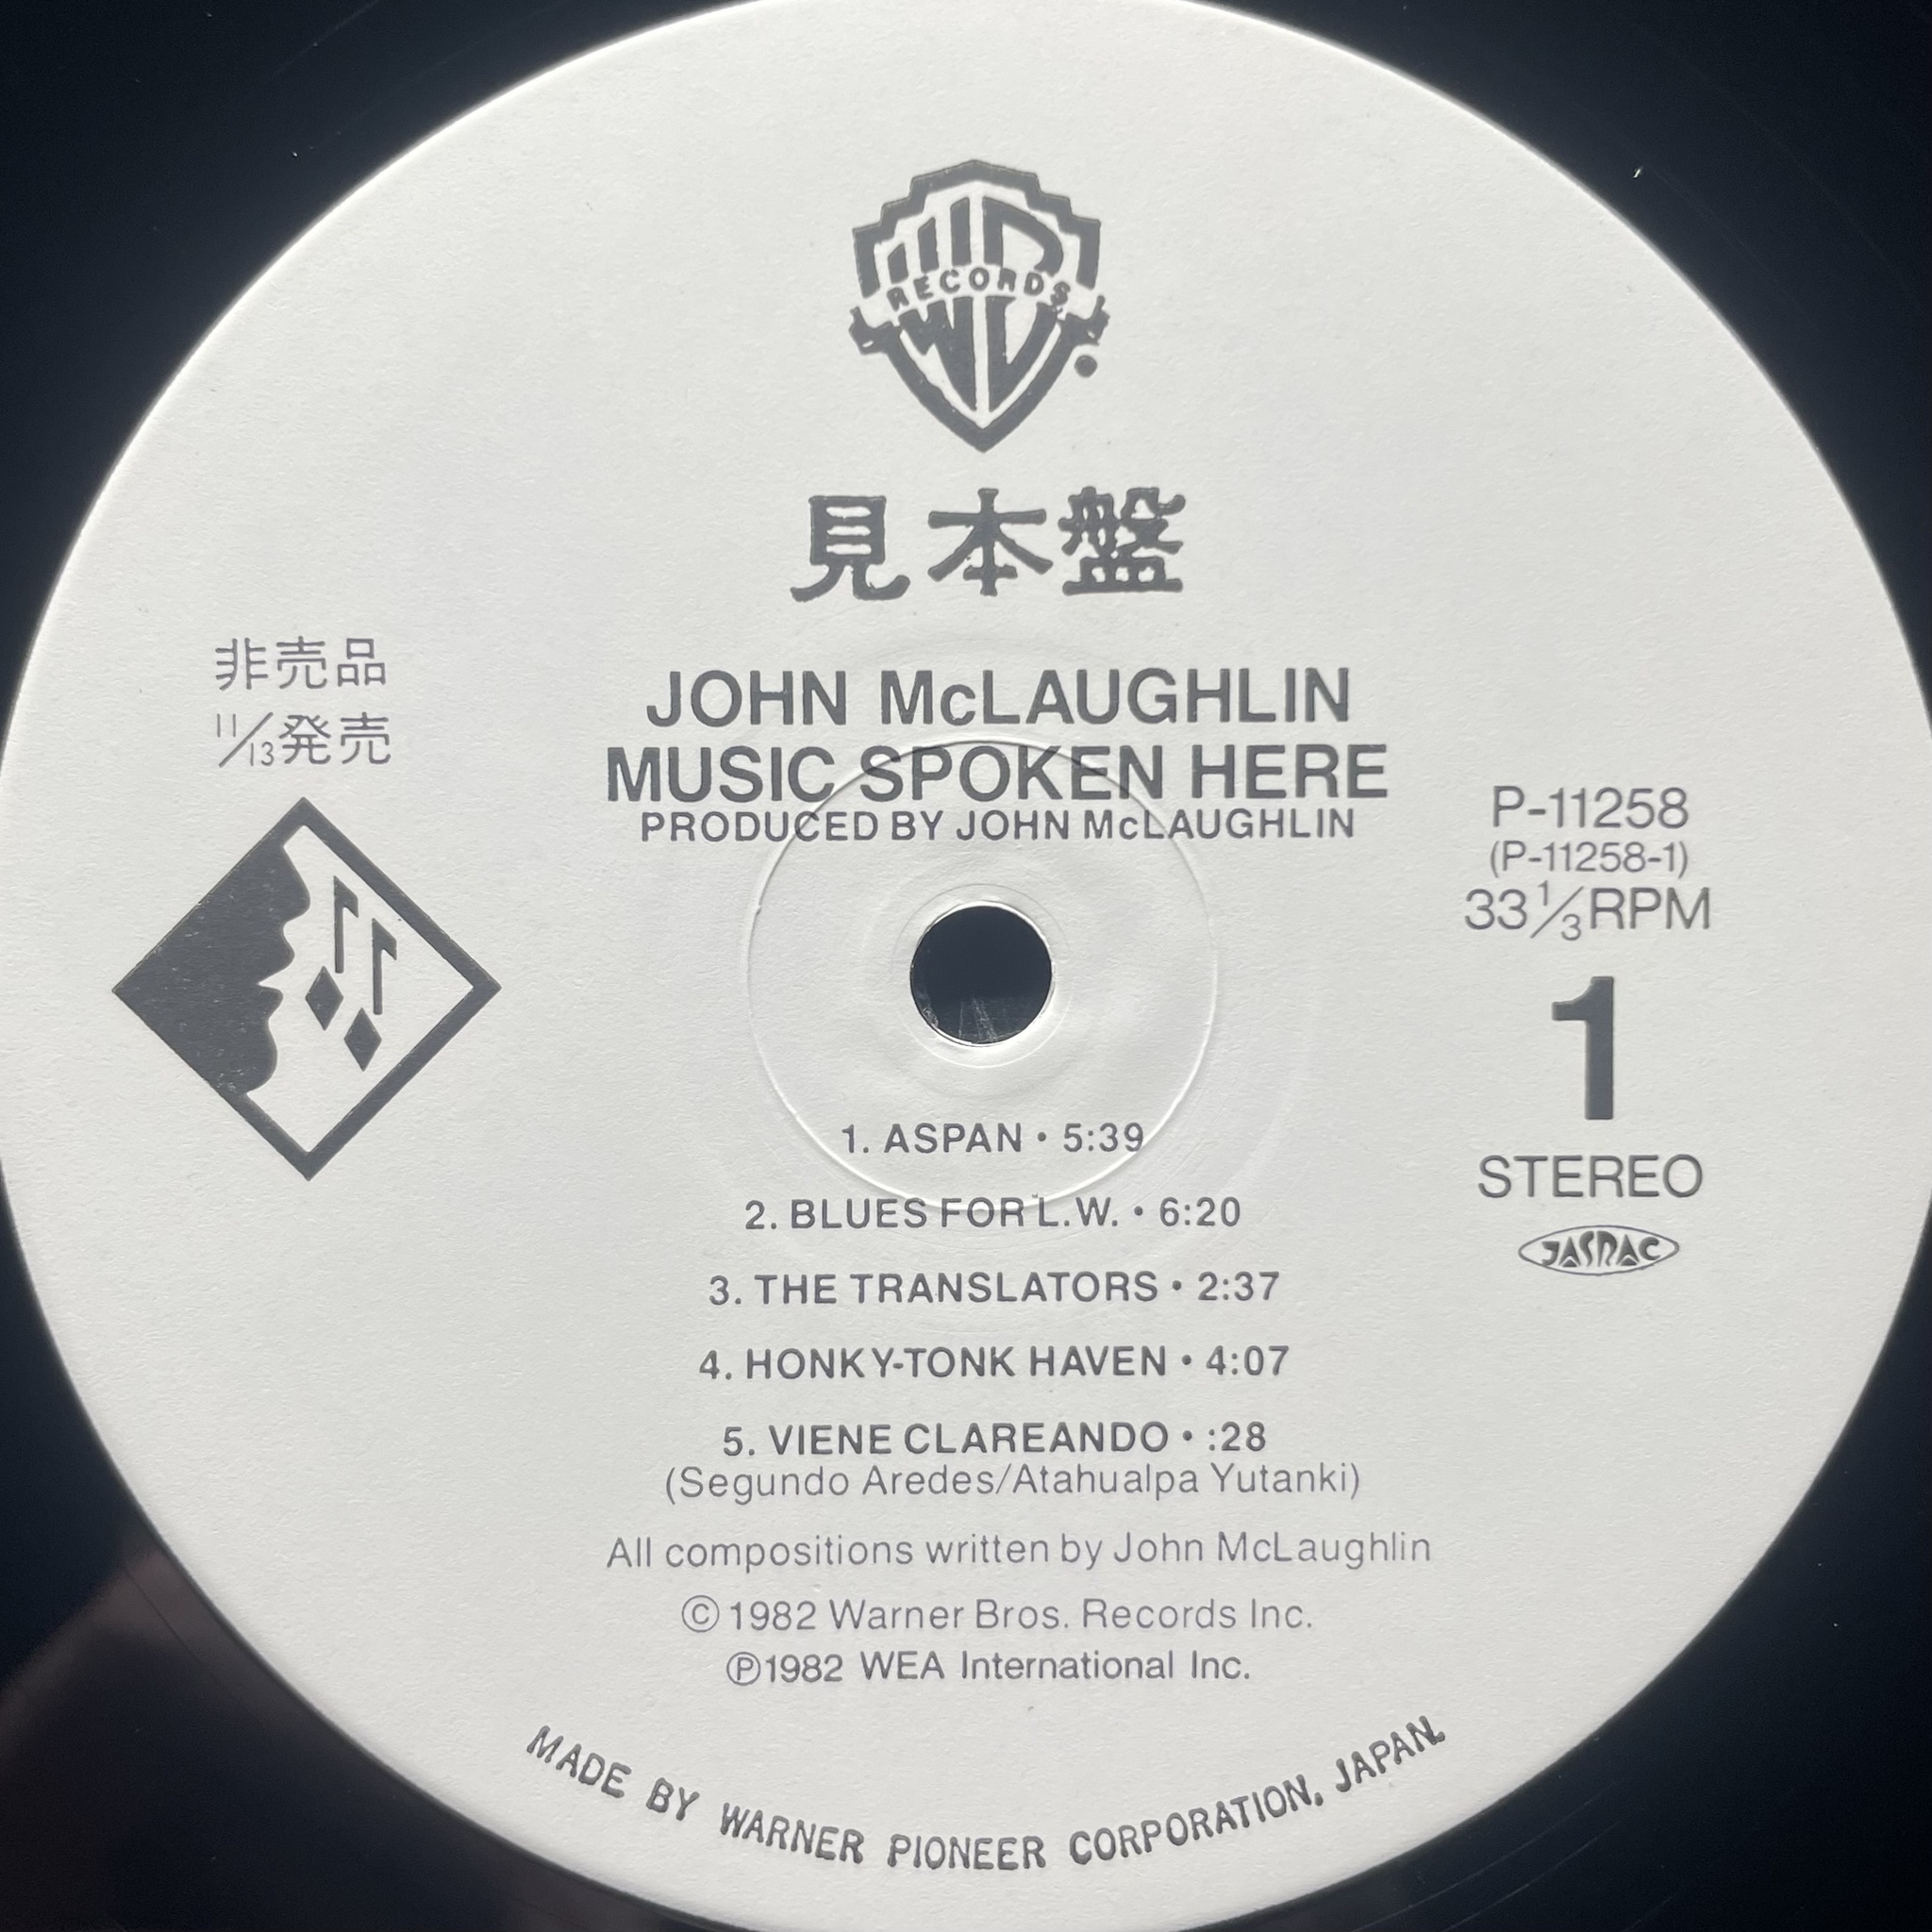 RECORDS
見本盤
非売品
11/13発売
JOHN McLAUGHLIN
MUSIC SPOKEN HERE
PRODUCED BY JOHN McLAUGHLIN
P-11258
(P-11258-1)
33 1/3 RPM
1
STEREO
JASRAC
1. ASPAN • 5:39
2. BLUES FOR L.W. • 6:20
3. THE TRANSLATORS • 2:37
4. HONKY-TONK HAVEN • 4:07
5. VIENE CLAREANDO • :28
(Segundo Aredes/Atahualpa Yutanki)
All compositions written by John McLaughlin
© 1982 Warner Bros. Records Inc.
℗1982 WEA International Inc.
MADE BY WARNER PIONEER CORPORATION, JAPAN.